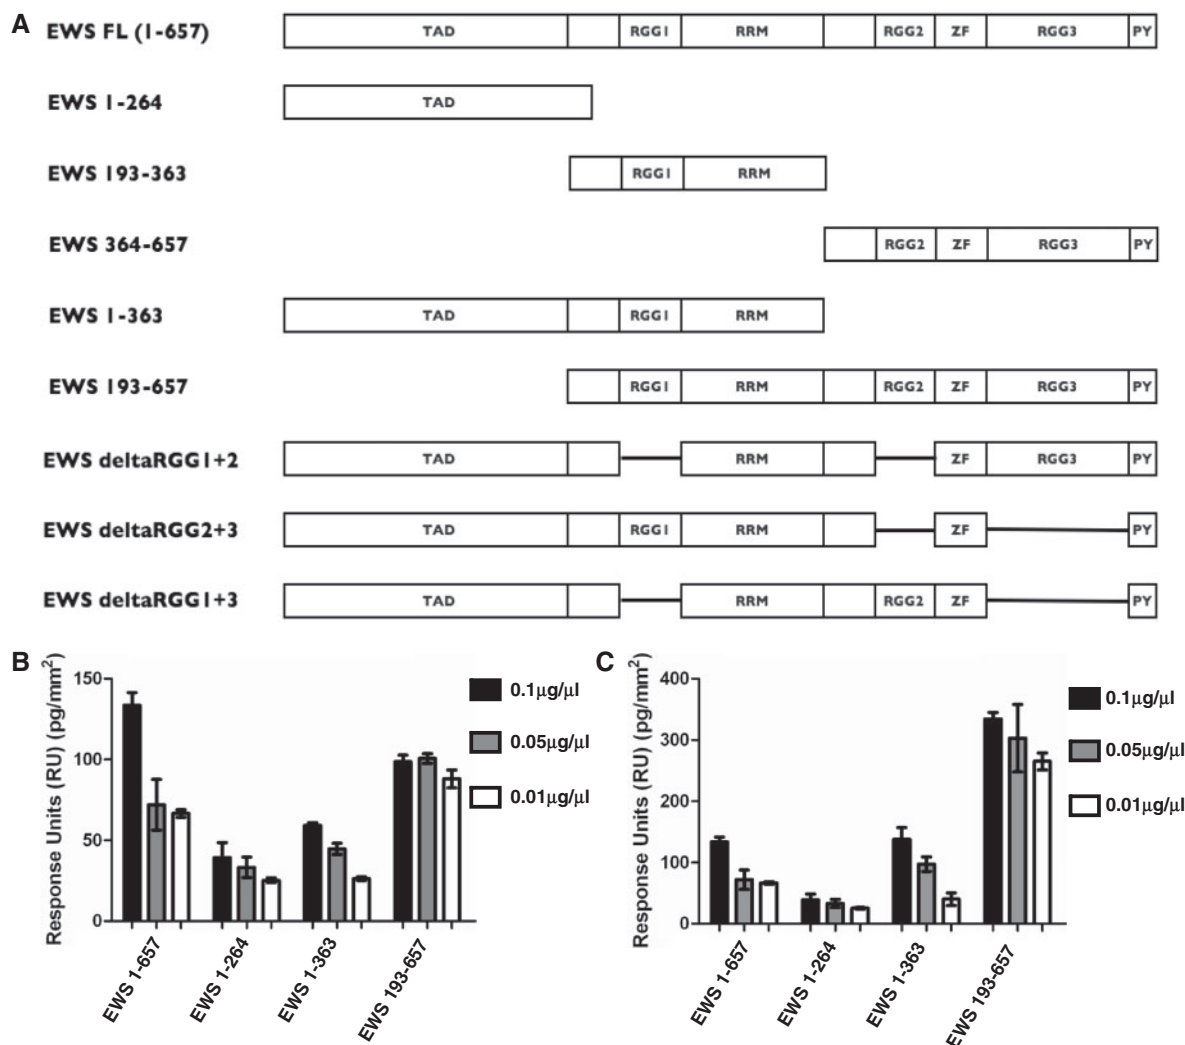 A
EWS FL (1-657) TAD RGG1 RRM RGG2 ZF RGG3 PY
EWS 1-264 TAD
EWS 193-363 RGG1 RRM
EWS 364-657 RGG2 ZF RGG3 PY
EWS 1-363 TAD RGG1 RRM
EWS 193-657 RGG1 RRM RGG2 ZF RGG3 PY
EWS deltaRGG1+2 TAD RRM ZF RGG3 PY
EWS deltaRGG2+3 TAD RGG1 RRM ZF PY
EWS deltaRGG1+3 TAD RRM RGG2 ZF PY
B
Response Units (RU) (pg/mm²)
150
100
50
0
EWS 1-657
EWS 1-264
EWS 1-363
EWS 193-657
0.1µg/µl
0.05µg/µl
0.01µg/µl
C
Response Units (RU) (pg/mm²)
400
300
200
100
0
EWS 1-657
EWS 1-264
EWS 1-363
EWS 193-657
0.1µg/µl
0.05µg/µl
0.01µg/µl